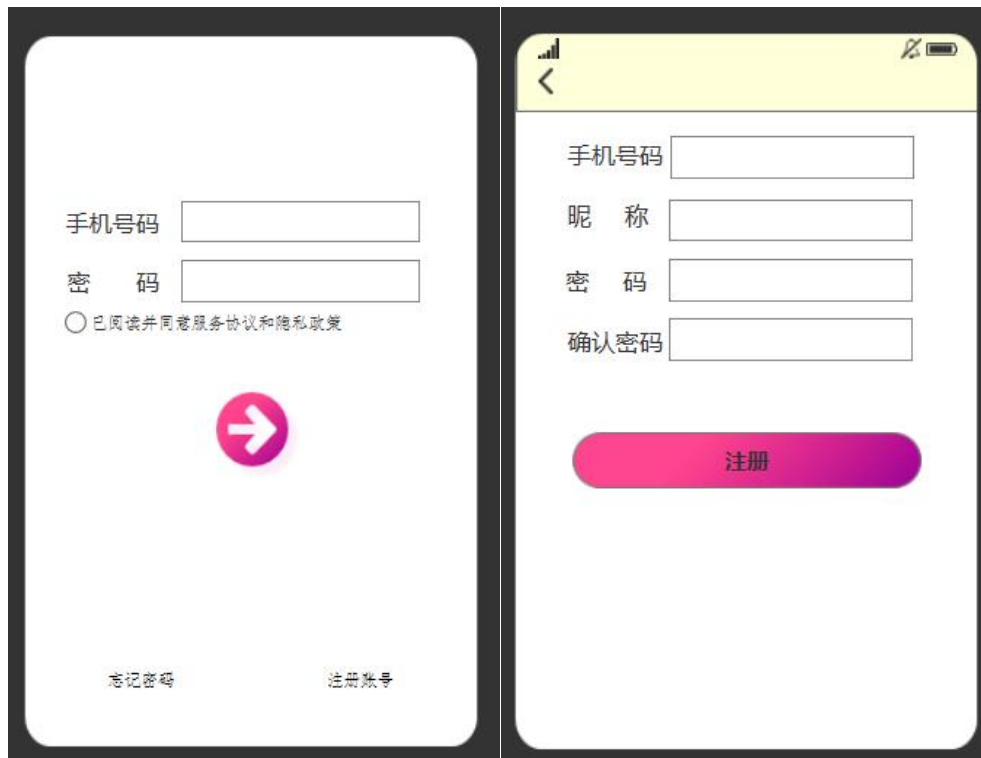 手机号码
密 码
已阅读并同意服务协议和隐私政策
忘记密码
注册账号
手机号码
昵 称
密 码
确认密码
注册